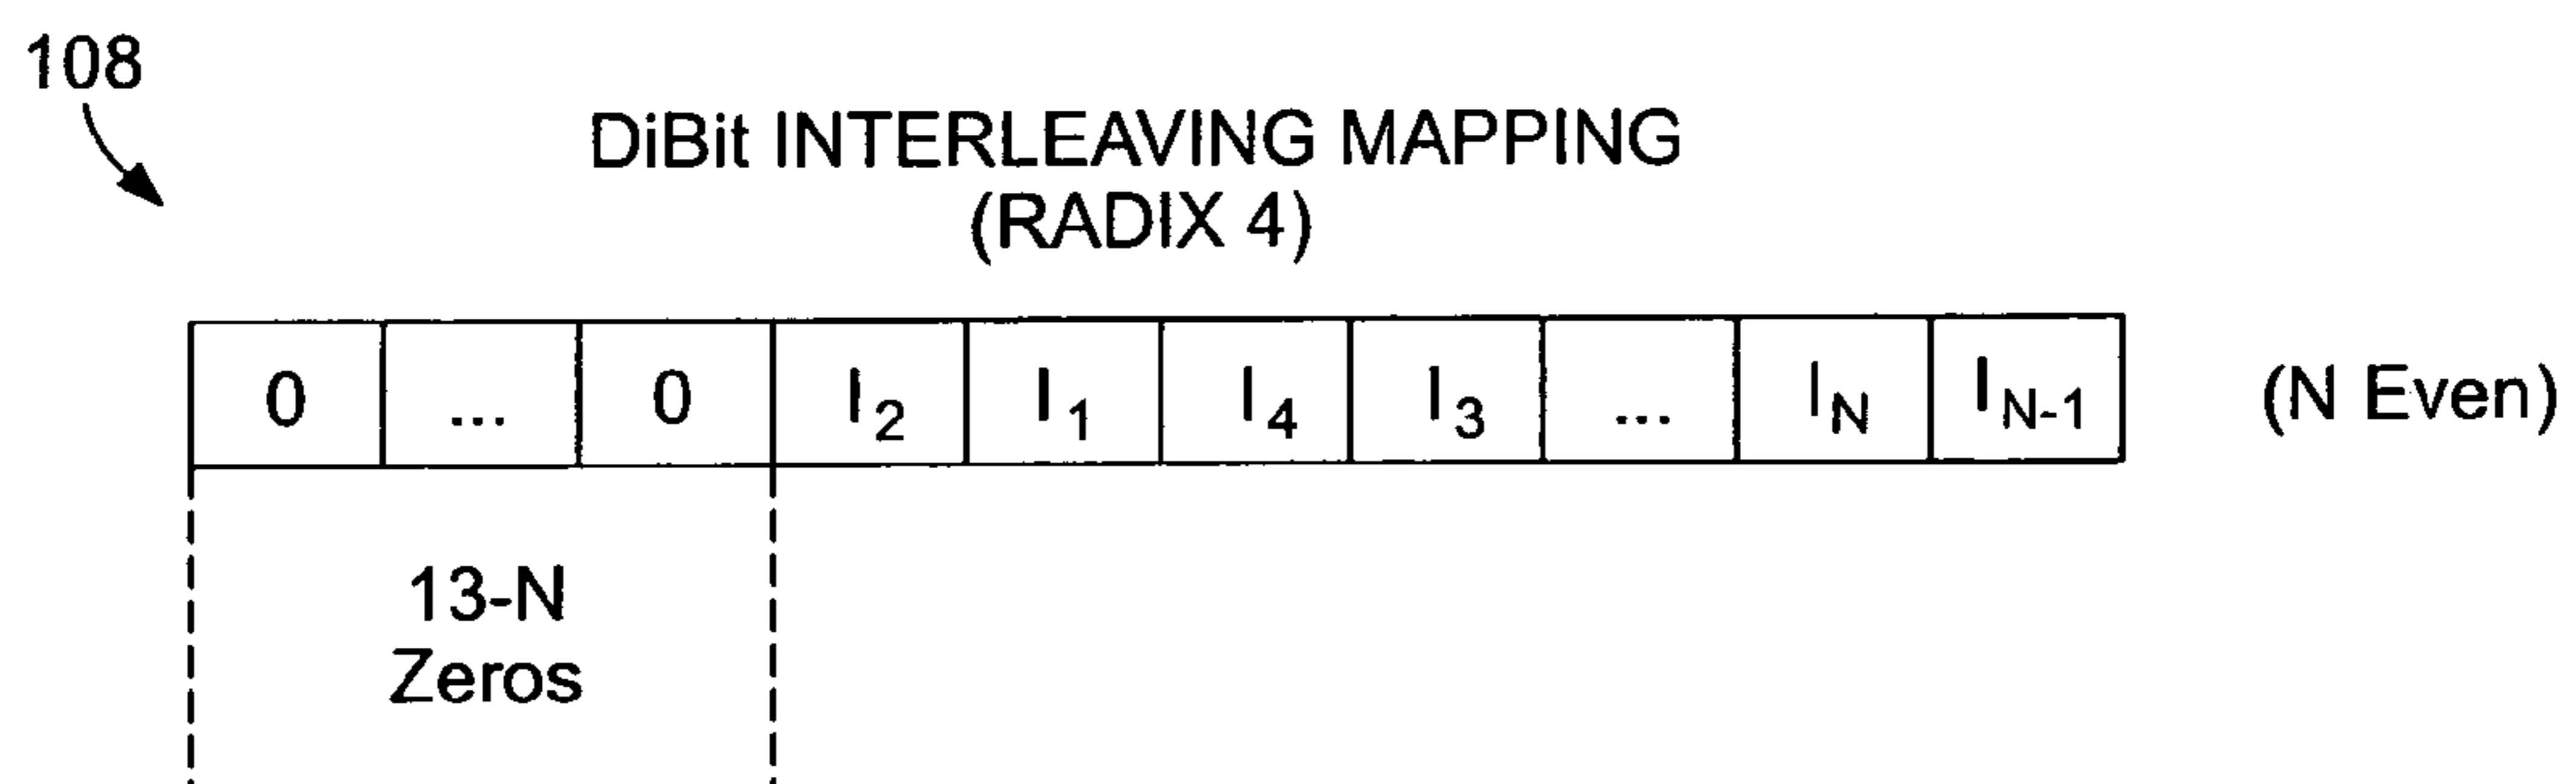 108
DiBit INTERLEAVING MAPPING
(RADIX 4)
0 ... 0 I2 I1 I4 I3 ... IN IN-1 (N Even)
13-N
Zeros